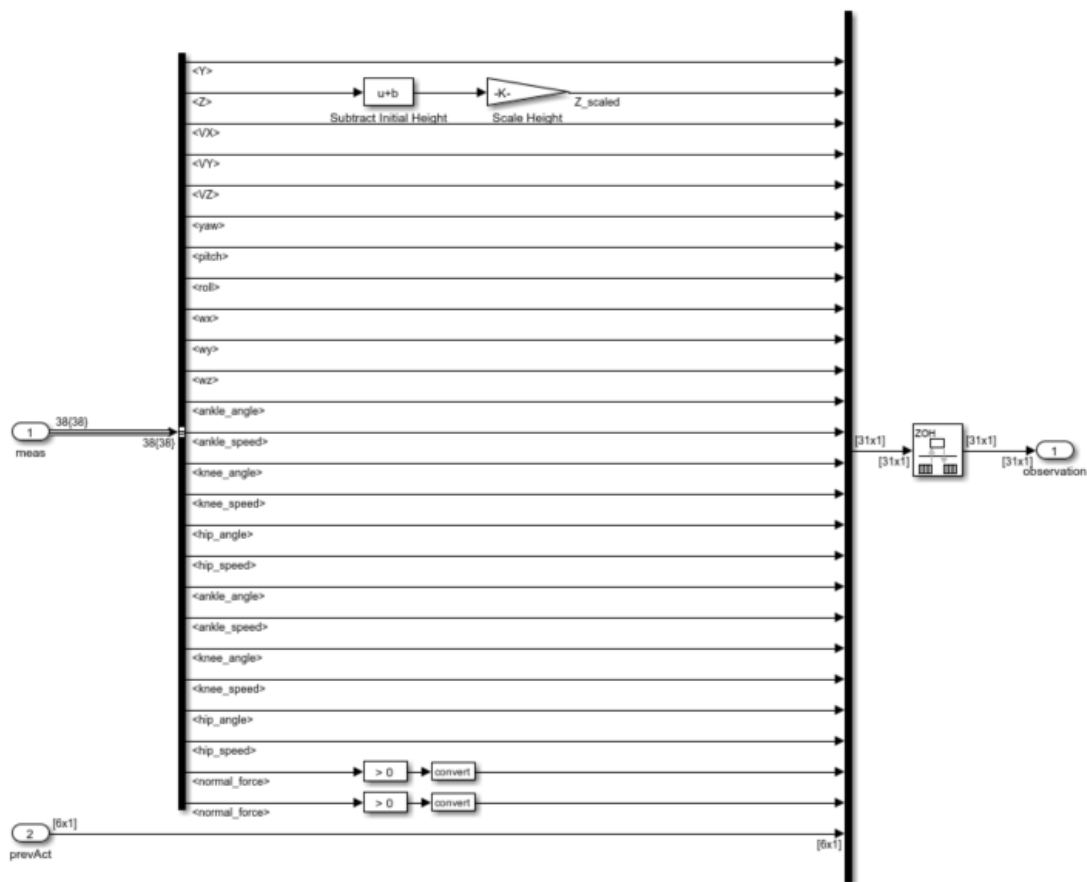 <Y>
u+b
-K-
Z_scaled
<Z>
Subtract Initial Height
Scale Height
<VX>
<VY>
<VZ>
<yaw>
<pitch>
<roll>
<wx>
<wy>
<wz>
<ankle_angle>
1
38{38}
38{38}
meas
<ankle_speed>
ZOH
[31x1]
[31x1]
[31x1]
[31x1]
1
observation
<knee_angle>
<knee_speed>
<hip_angle>
<hip_speed>
<ankle_angle>
<ankle_speed>
<knee_angle>
<knee_speed>
<hip_angle>
<hip_speed>
> 0
convert
<normal_force>
> 0
convert
<normal_force>
2
[6x1]
[6x1]
prevAct